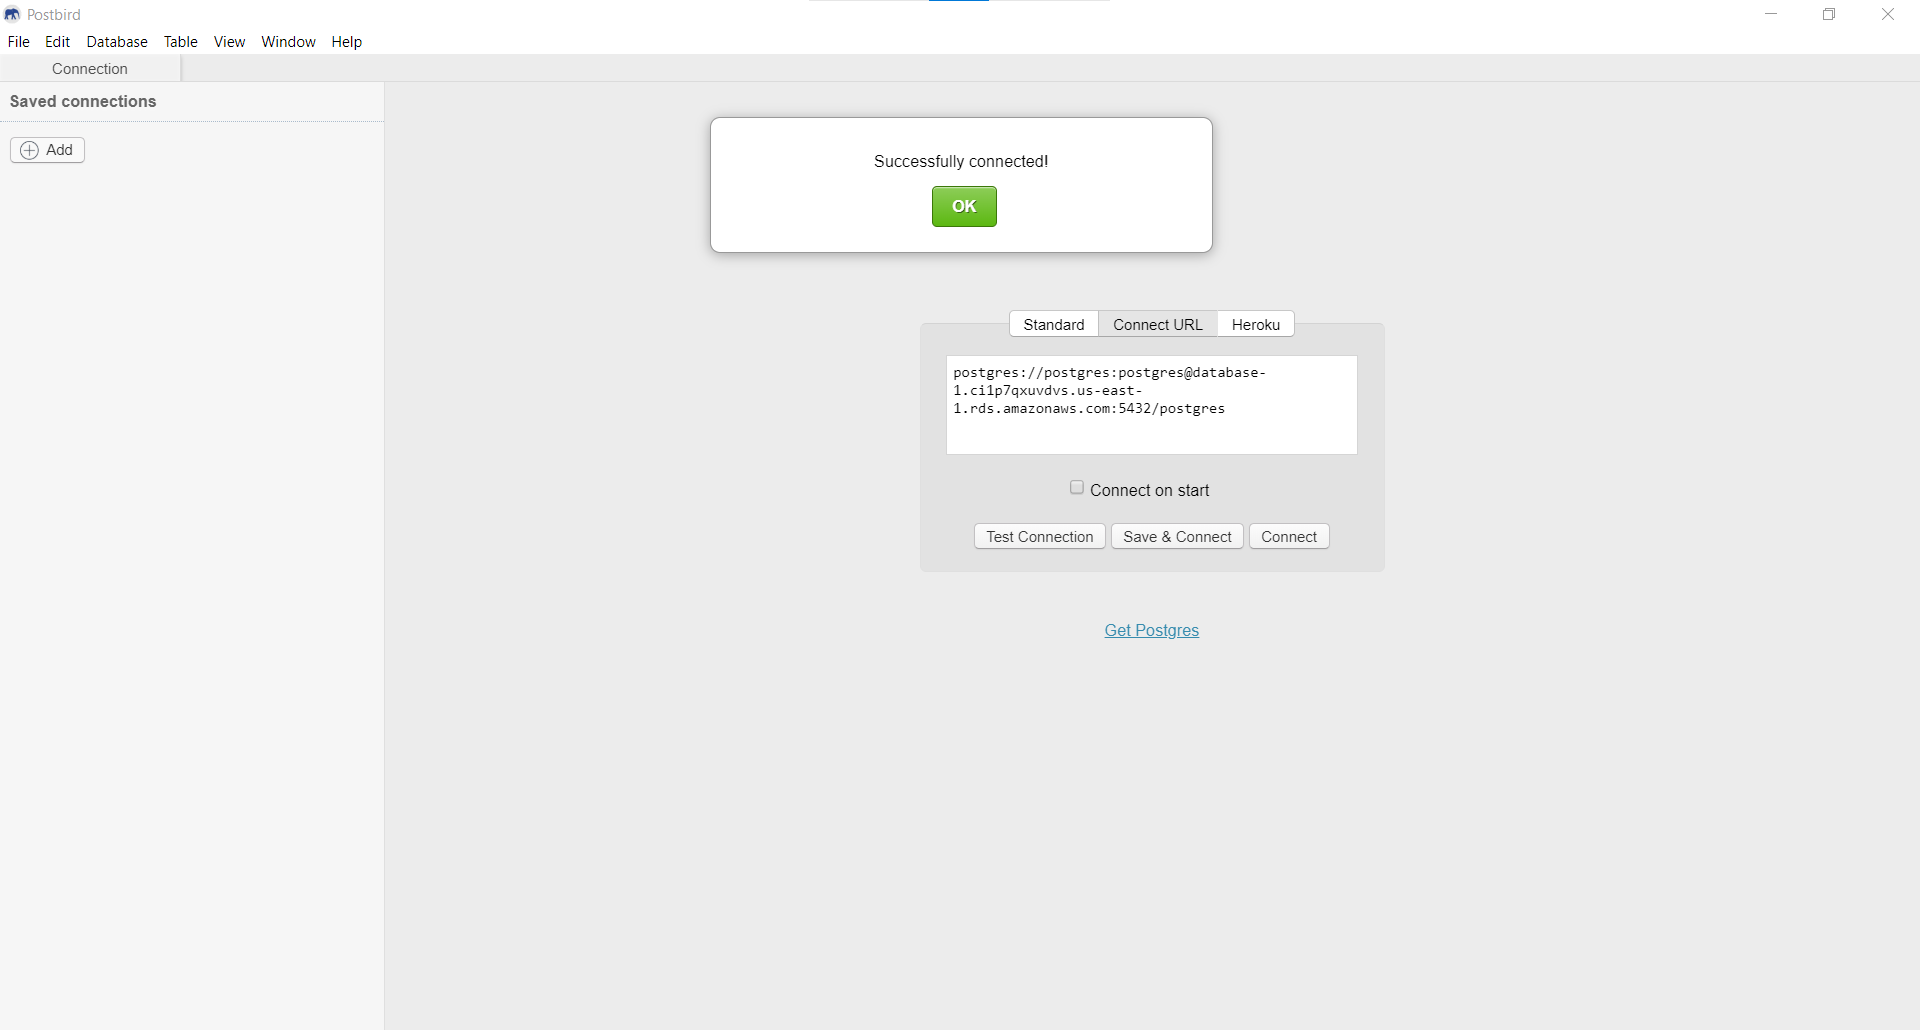 Postbird
File Edit Database Table View Window Help
Connection
Saved connections
Add
Successfully connected!
OK
Standard Connect URL Heroku
postgres://postgres:postgres@database-
1.ci1p7qxuvdvs.us-east-
1.rds.amazonaws.com:5432/postgres
Connect on start
Test Connection Save & Connect Connect
Get Postgres